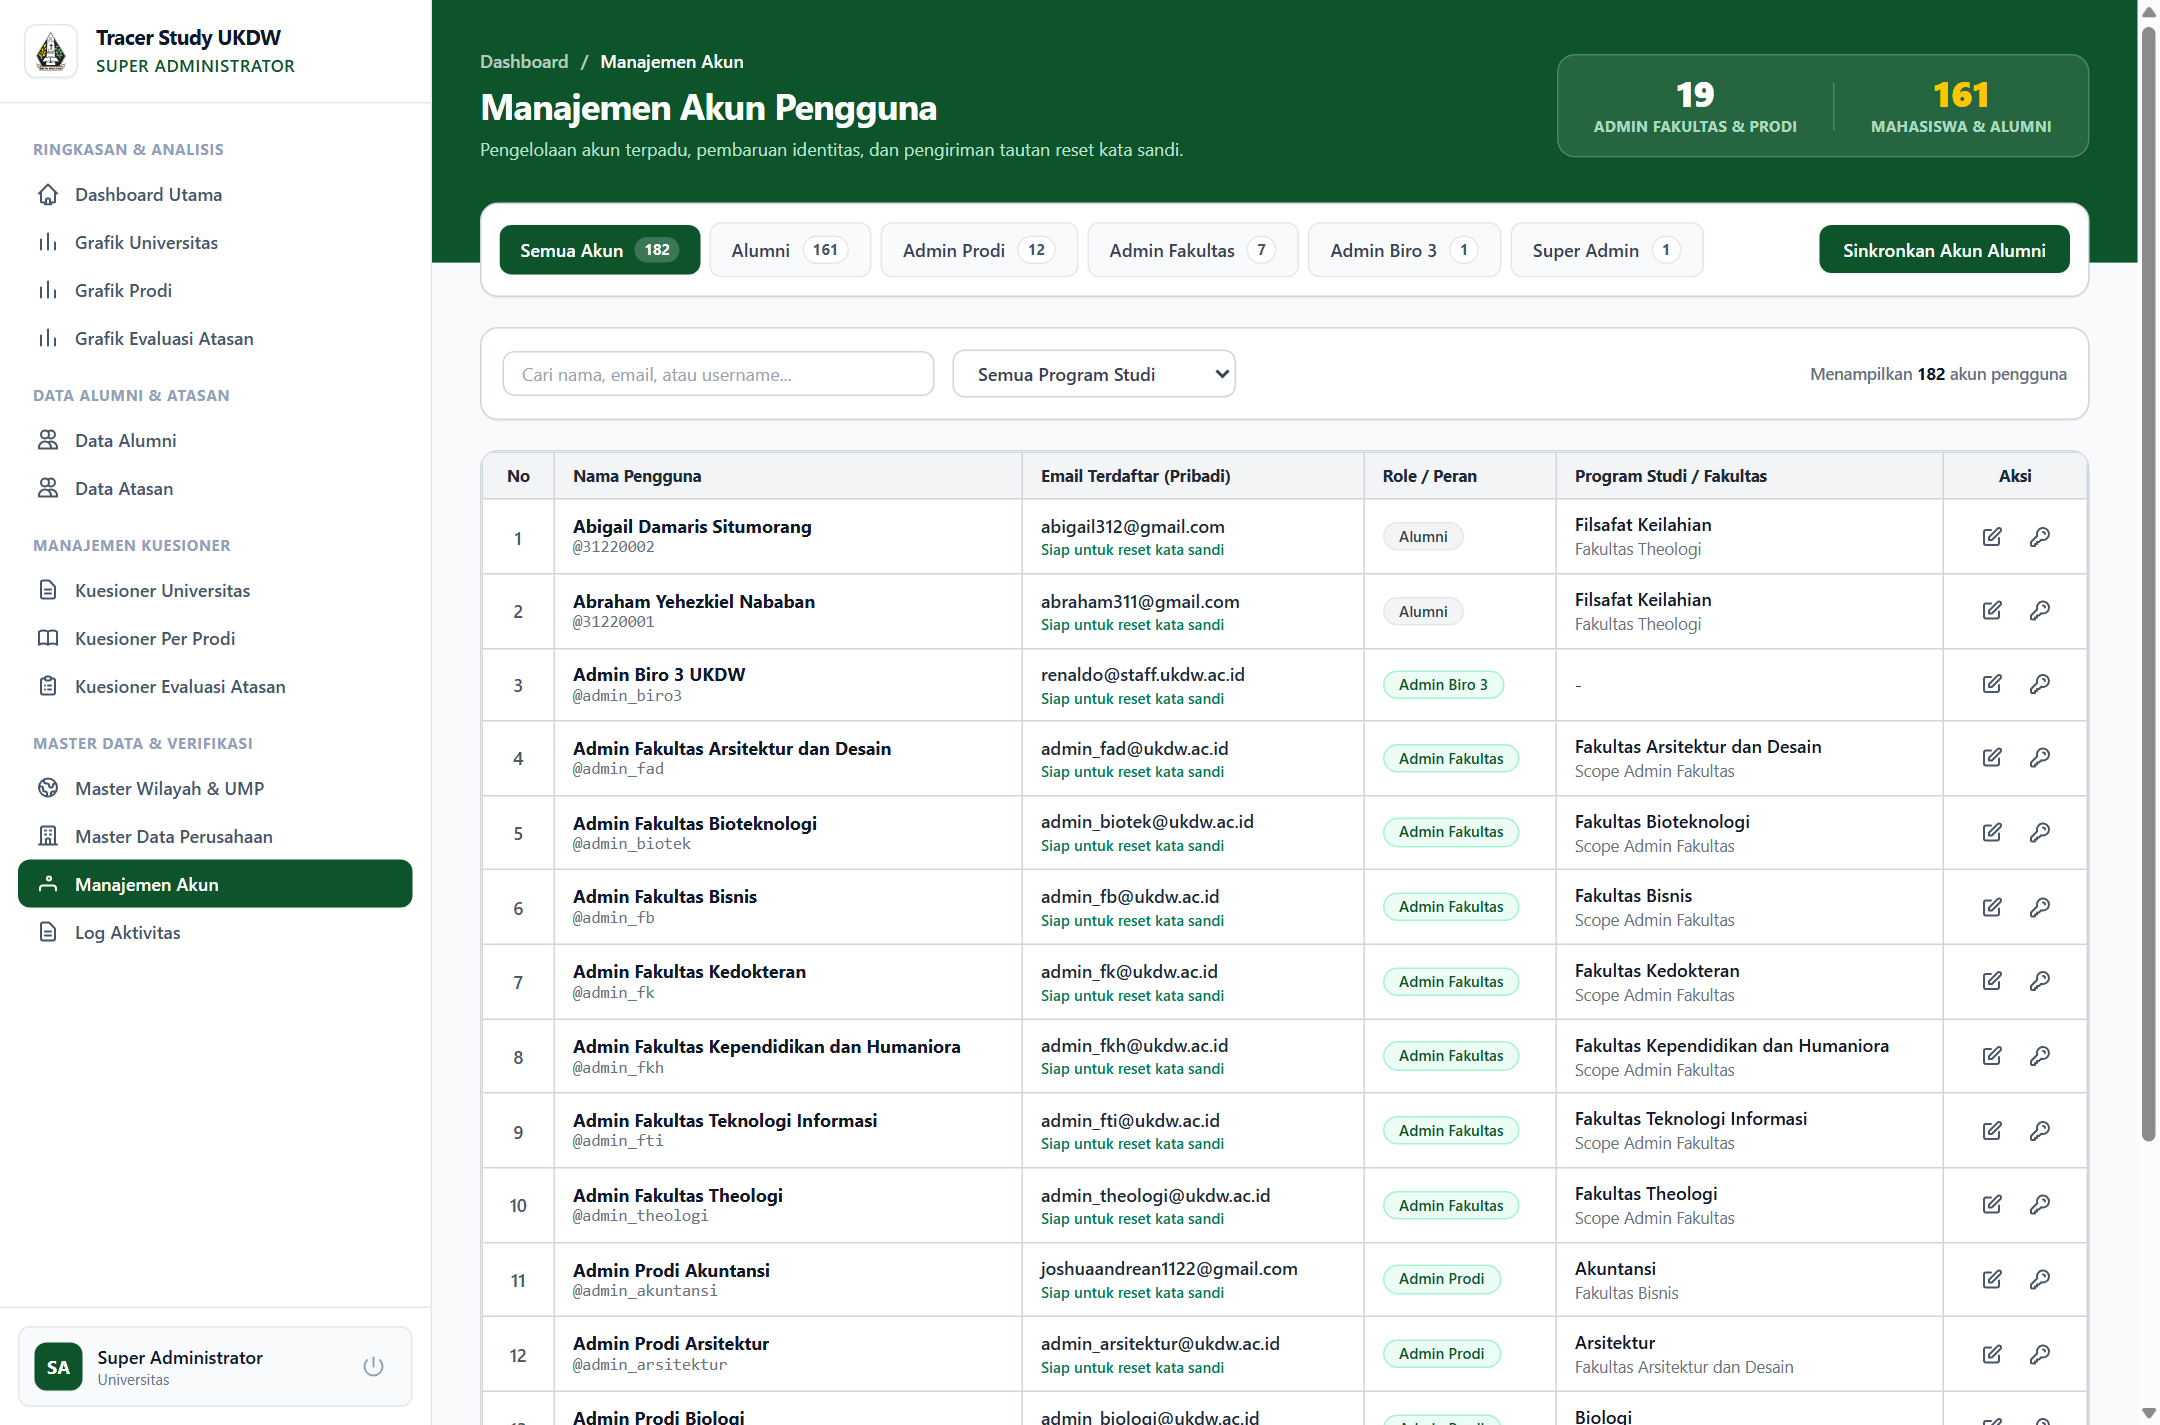 Tracer Study UKDW
SUPER ADMINISTRATOR
RINGKASAN & ANALISIS
Dashboard Utama
Grafik Universitas
Grafik Prodi
Grafik Evaluasi Atasan
DATA ALUMNI & ATASAN
Data Alumni
Data Atasan
MANAJEMEN KUESIONER
Kuesioner Universitas
Kuesioner Per Prodi
Kuesioner Evaluasi Atasan
MASTER DATA & VERIFIKASI
Master Wilayah & UMP
Master Data Perusahaan
Manajemen Akun
Log Aktivitas
SA
Super Administrator
Universitas
Dashboard / Manajemen Akun
Manajemen Akun Pengguna
Pengelolaan akun terpadu, pembaruan identitas, dan pengiriman tautan reset kata sandi.
19
ADMIN FAKULTAS & PRODI
161
MAHASISWA & ALUMNI
Semua Akun 182
Alumni 161
Admin Prodi 12
Admin Fakultas 7
Admin Biro 3 1
Super Admin 1
Sinkronkan Akun Alumni
Cari nama, email, atau username...
Semua Program Studi
Menampilkan 182 akun pengguna
No Nama Pengguna Email Terdaftar (Pribadi) Role / Peran Program Studi / Fakultas Aksi
1 Abigail Damaris Situmorang abigail312@gmail.com Alumni Filsafat Keilahian
@31220002 Siap untuk reset kata sandi Fakultas Theologi
2 Abraham Yehezkiel Nababan abraham311@gmail.com Alumni Filsafat Keilahian
@31220001 Siap untuk reset kata sandi Fakultas Theologi
3 Admin Biro 3 UKDW renaldo@staff.ukdw.ac.id Admin Biro 3 -
@admin_biro3 Siap untuk reset kata sandi
4 Admin Fakultas Arsitektur dan Desain admin_fad@ukdw.ac.id Admin Fakultas Fakultas Arsitektur dan Desain
@admin_fad Siap untuk reset kata sandi Scope Admin Fakultas
5 Admin Fakultas Bioteknologi admin_biotek@ukdw.ac.id Admin Fakultas Fakultas Bioteknologi
@admin_biotek Siap untuk reset kata sandi Scope Admin Fakultas
6 Admin Fakultas Bisnis admin_fb@ukdw.ac.id Admin Fakultas Fakultas Bisnis
@admin_fb Siap untuk reset kata sandi Scope Admin Fakultas
7 Admin Fakultas Kedokteran admin_fk@ukdw.ac.id Admin Fakultas Fakultas Kedokteran
@admin_fk Siap untuk reset kata sandi Scope Admin Fakultas
8 Admin Fakultas Kependidikan dan Humaniora admin_fkh@ukdw.ac.id Admin Fakultas Fakultas Kependidikan dan Humaniora
@admin_fkh Siap untuk reset kata sandi Scope Admin Fakultas
9 Admin Fakultas Teknologi Informasi admin_fti@ukdw.ac.id Admin Fakultas Fakultas Teknologi Informasi
@admin_fti Siap untuk reset kata sandi Scope Admin Fakultas
10 Admin Fakultas Theologi admin_theologi@ukdw.ac.id Admin Fakultas Fakultas Theologi
@admin_theologi Siap untuk reset kata sandi Scope Admin Fakultas
11 Admin Prodi Akuntansi joshuaandrean1122@gmail.com Admin Prodi Akuntansi
@admin_akuntansi Siap untuk reset kata sandi Fakultas Bisnis
12 Admin Prodi Arsitektur admin_arsitektur@ukdw.ac.id Admin Prodi Arsitektur
@admin_arsitektur Siap untuk reset kata sandi Fakultas Arsitektur dan Desain
Admin Prodi Biologi admin_biologi@ukdw.ac.id Biologi